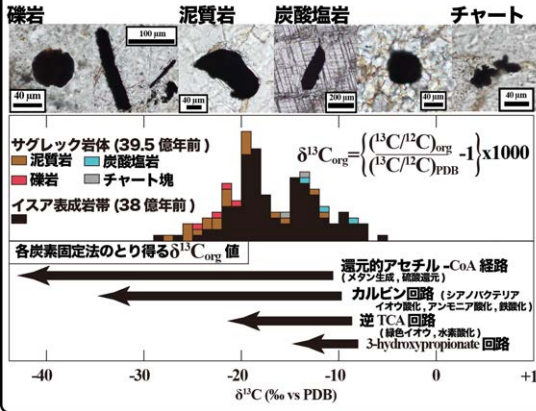 礫岩 泥質岩 炭酸塩岩 チャート
100 μm
40 μm 40 μm 200 μm 40 μm 40 μm
サグレック岩体 (39.5 億年前)
泥質岩 炭酸塩岩
礫岩 チャート塊
イスア表成岩帯 (38 億年前)
δ¹³Corg={(¹³C/¹²C)org/(¹³C/¹²C)PDB -1}x1000
各炭素固定法のとり得るδ¹³Corg 値
還元的アセチル -CoA 経路
(メタン生成 , 硫酸還元)
カルビン回路 (シアノバクテリア
イオウ酸化 , アンモニア酸化 , 鉄酸化)
逆 TCA 回路
(緑色イオウ , 水素酸化)
3-hydroxypropionate 回路
-40 -30 -20 -10 0 +1
δ¹³C (‰ vs PDB)